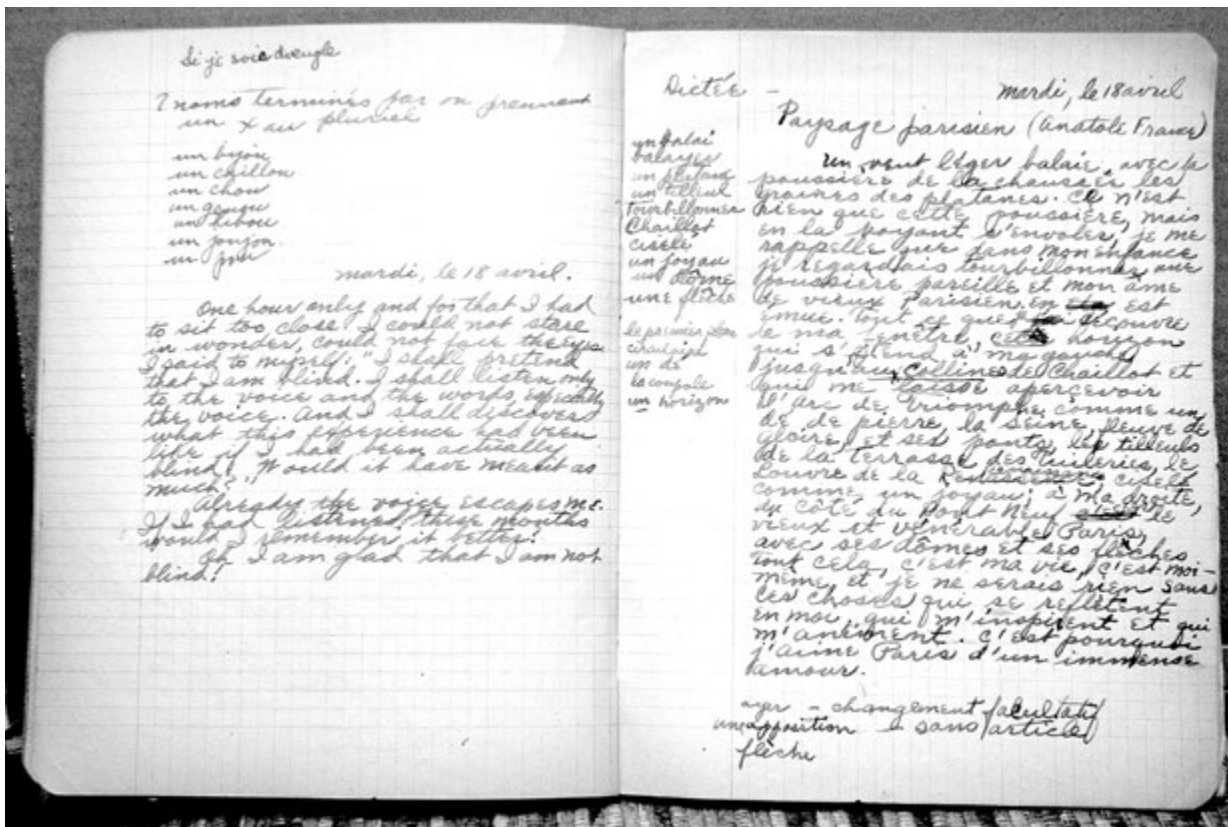 Si je sois aveugle
7 noms terminés par ou prennent
un x au pluriel
un bijou
un caillou
un chou
un genou
un hibou
un joujou
un pou
mardi, le 18 avril.
One hour only and for that I had
to sit too close. I could not stare
in wonder, could not face the eyes
I said to myself: "I shall pretend
that I am blind. I shall listen only
to the voice and the words, especially
the voice. And I shall discover
what this experience had been
like if I had been actually
blind. Would it have meant as
much?"
Already the voice escapes me.
If I had listened these months
would I remember it better?
Oh I am glad that I am not
blind!
Dictée -
mardi, le 18 avril
Paysage parisien (Anatole France)
un balai
balayer
un platane
un tilleul
tourbillonner
Chaillot
ciselé
un joyau
un dôme
une flèche
le premier plan
un dé
la coupole
un horizon
Un vent léger balaie, avec la
poussière de la chaussée les
graines des platanes. Ce n'est
rien que cette poussière, mais
en la voyant s'envoler, je me
rappelle que dans mon enfance
je regardais tourbillonner une
poussière pareille et mon âme
de vieux Parisien en est
émue. Tout ce que je découvre
de ma fenêtre, cet horizon
qui s'étend à ma gauche
jusqu'au collines de Chaillot et
qui me laisse apercevoir
l'Arc de Triomphe comme un
dé de pierre, la Seine, fleuve de
gloire, et ses ponts, les tilleuls
de la terrasse des Tuileries, le
Louvre de la Renaissance ciselé
comme un joyau; à ma droite,
du côté du Pont Neuf le
vieux et vénérable Paris,
avec ses dômes et ses flèches
tout cela, c'est ma vie, c'est moi-
même, et je ne serais rien sans
ces choses qui se reflètent
en moi, qui m'inspirent et qui
m'animent. C'est pourquoi
j'aime Paris d'un immense
amour.
ayer - changement facultatif
une apposition - sans article
flèche